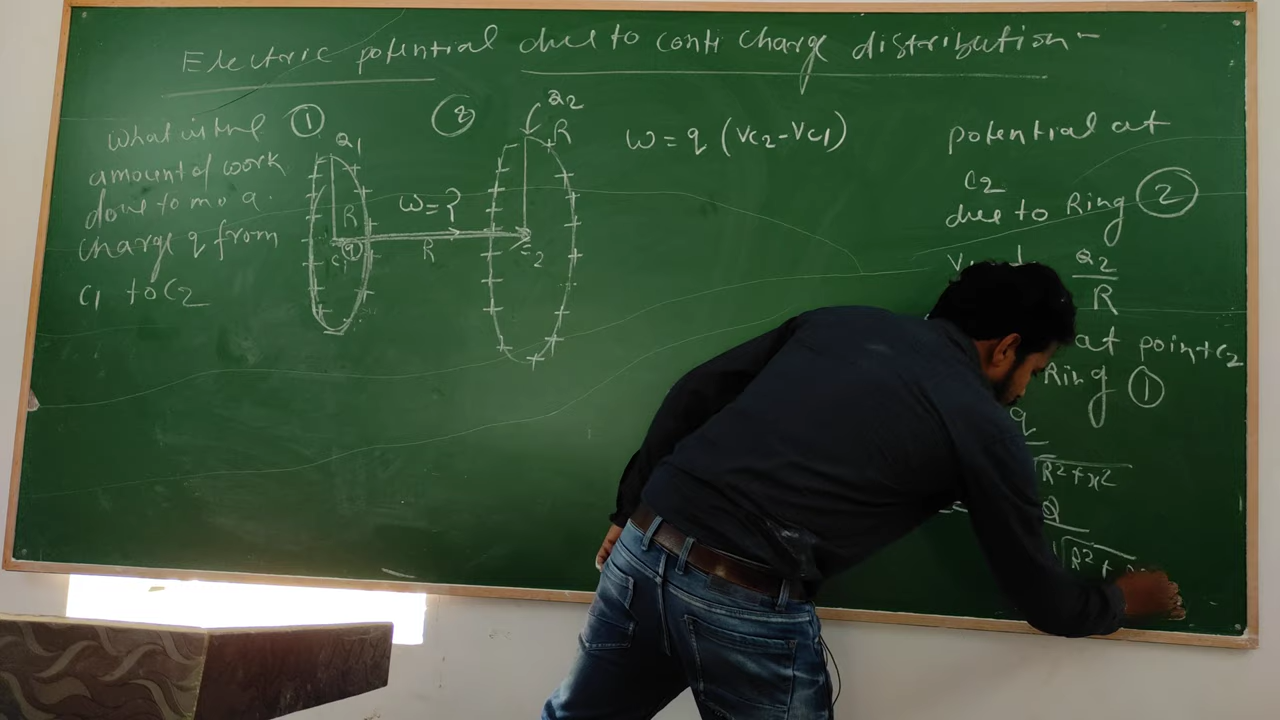 Electric potential due to conti charge distribution-
What is the
amount of work
done to mo a
charge q from
c1 to c2
① Q1
R
c1 q
W=?
R
②
Q2
R
c2
W = q (Vc2-Vc1)
potential at
c2
due to Ring ②
Q2
R
at point c2
Ring ①
q
√R²+x²
Q
√R²+